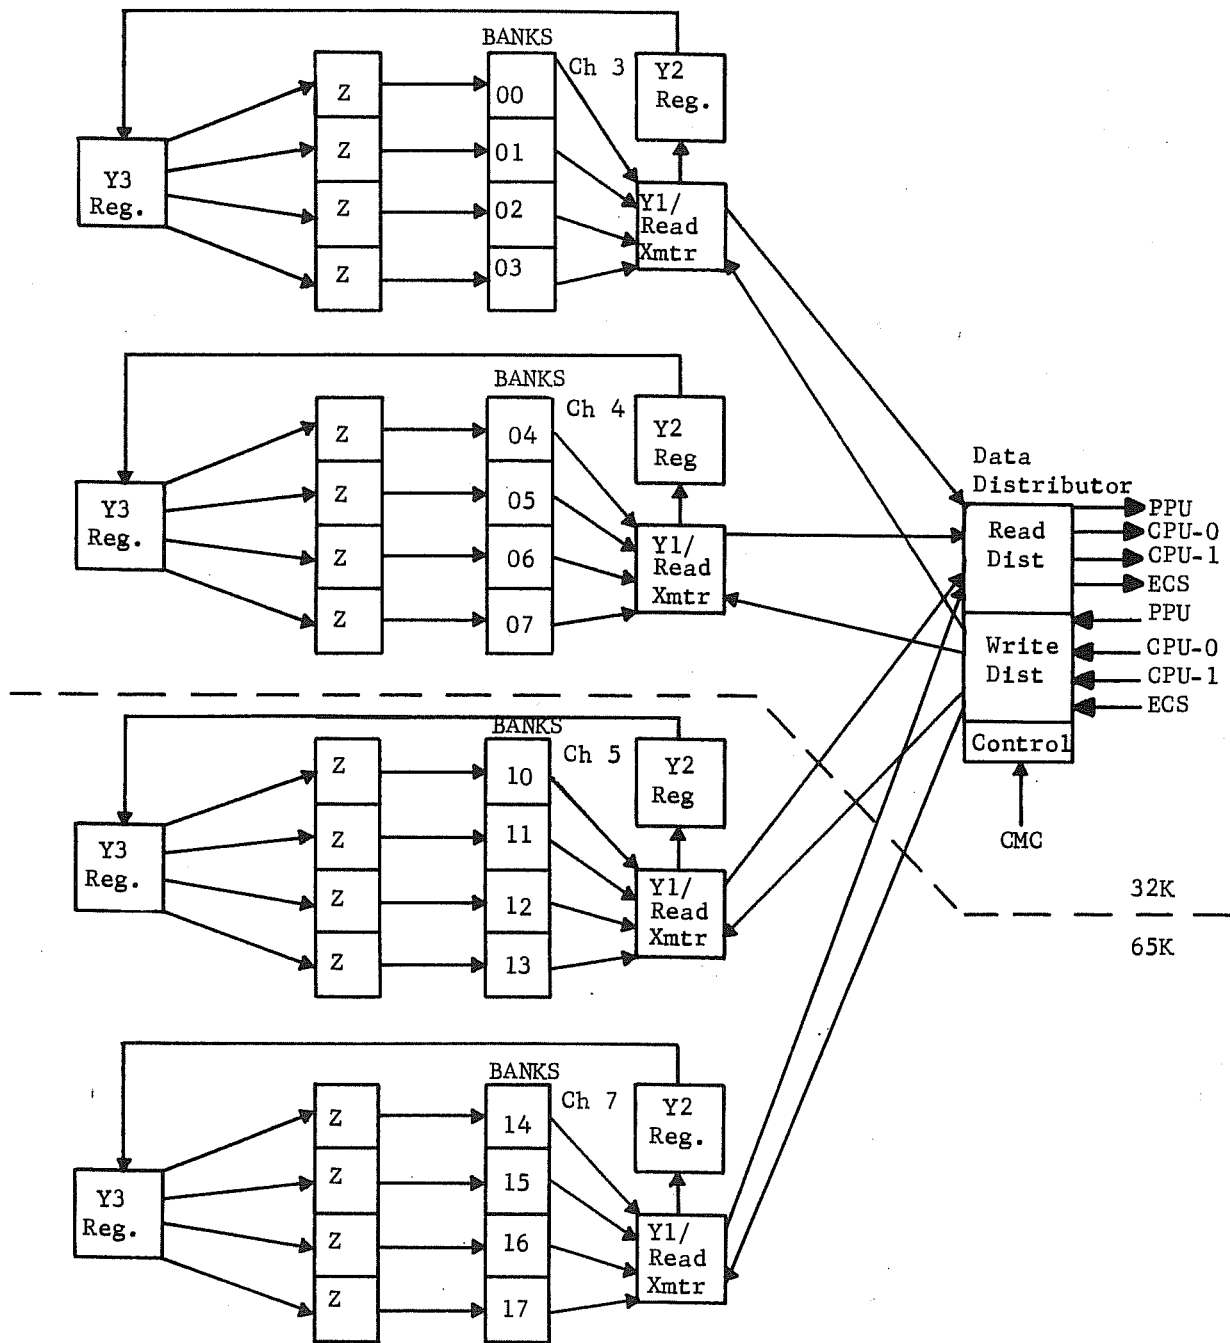 BANKS
Ch 3
Y2
Reg.
Z
00
Z
01
Y3
Reg.
Z
02
Y1/
Read
Xmtr
Z
03
BANKS
Ch 4
Y2
Reg
Z
04
Z
05
Y3
Reg.
Z
06
Y1/
Read
Xmtr
Z
07
Data
Distributor
Read
Dist
PPU
CPU-0
CPU-1
ECS
Write
Dist
PPU
CPU-0
CPU-1
ECS
Control
CMC
32K
65K
BANKS
Ch 5
Y2
Reg
Z
10
Z
11
Y3
Reg.
Z
12
Y1/
Read
Xmtr
Z
13
BANKS
Ch 7
Y2
Reg.
Z
14
Z
15
Y3
Reg.
Z
16
Y1/
Read
Xmtr
Z
17